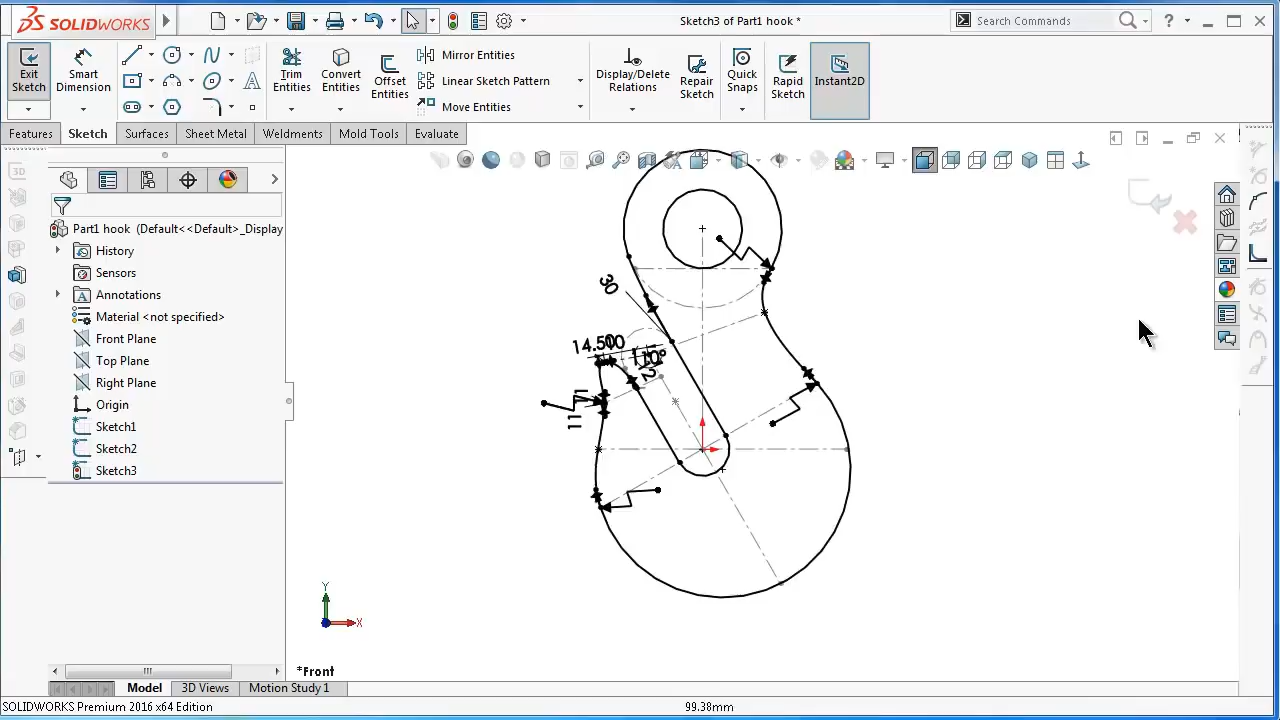 SOLIDWORKS
Sketch3 of Part1 hook *
Search Commands
?
Exit Sketch
Smart Dimension
Trim Entities
Convert Entities
Offset Entities
Mirror Entities
Linear Sketch Pattern
Move Entities
Display/Delete Relations
Repair Sketch
Quick Snaps
Rapid Sketch
Instant2D
Features
Sketch
Surfaces
Sheet Metal
Weldments
Mold Tools
Evaluate
Part1 hook (Default<<Default>_Display
History
Sensors
Annotations
Material <not specified>
Front Plane
Top Plane
Right Plane
Origin
Sketch1
Sketch2
Sketch3
30
110°
12
Y
X
*Front
Model
3D Views
Motion Study 1
SOLIDWORKS Premium 2016 x64 Edition
99.38mm